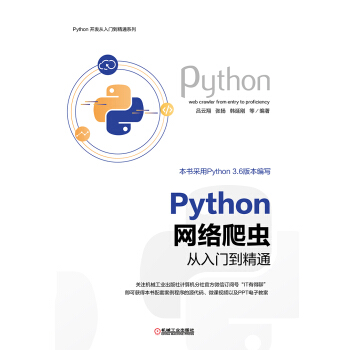 Python 开发从入门到精通系列
python
web crawler from entry to proficiency
吕云翔 张扬 韩延刚 等/编著
本书采用Python 3.6版本编写
Python
网络爬虫
从入门到精通
关注机械工业出版社计算机分社官方微信订阅号“IT有得聊”
即可获得本书配套案例程序的源代码、微课视频以及PPT电子教案
机械工业出版社
CHINA MACHINE PRESS